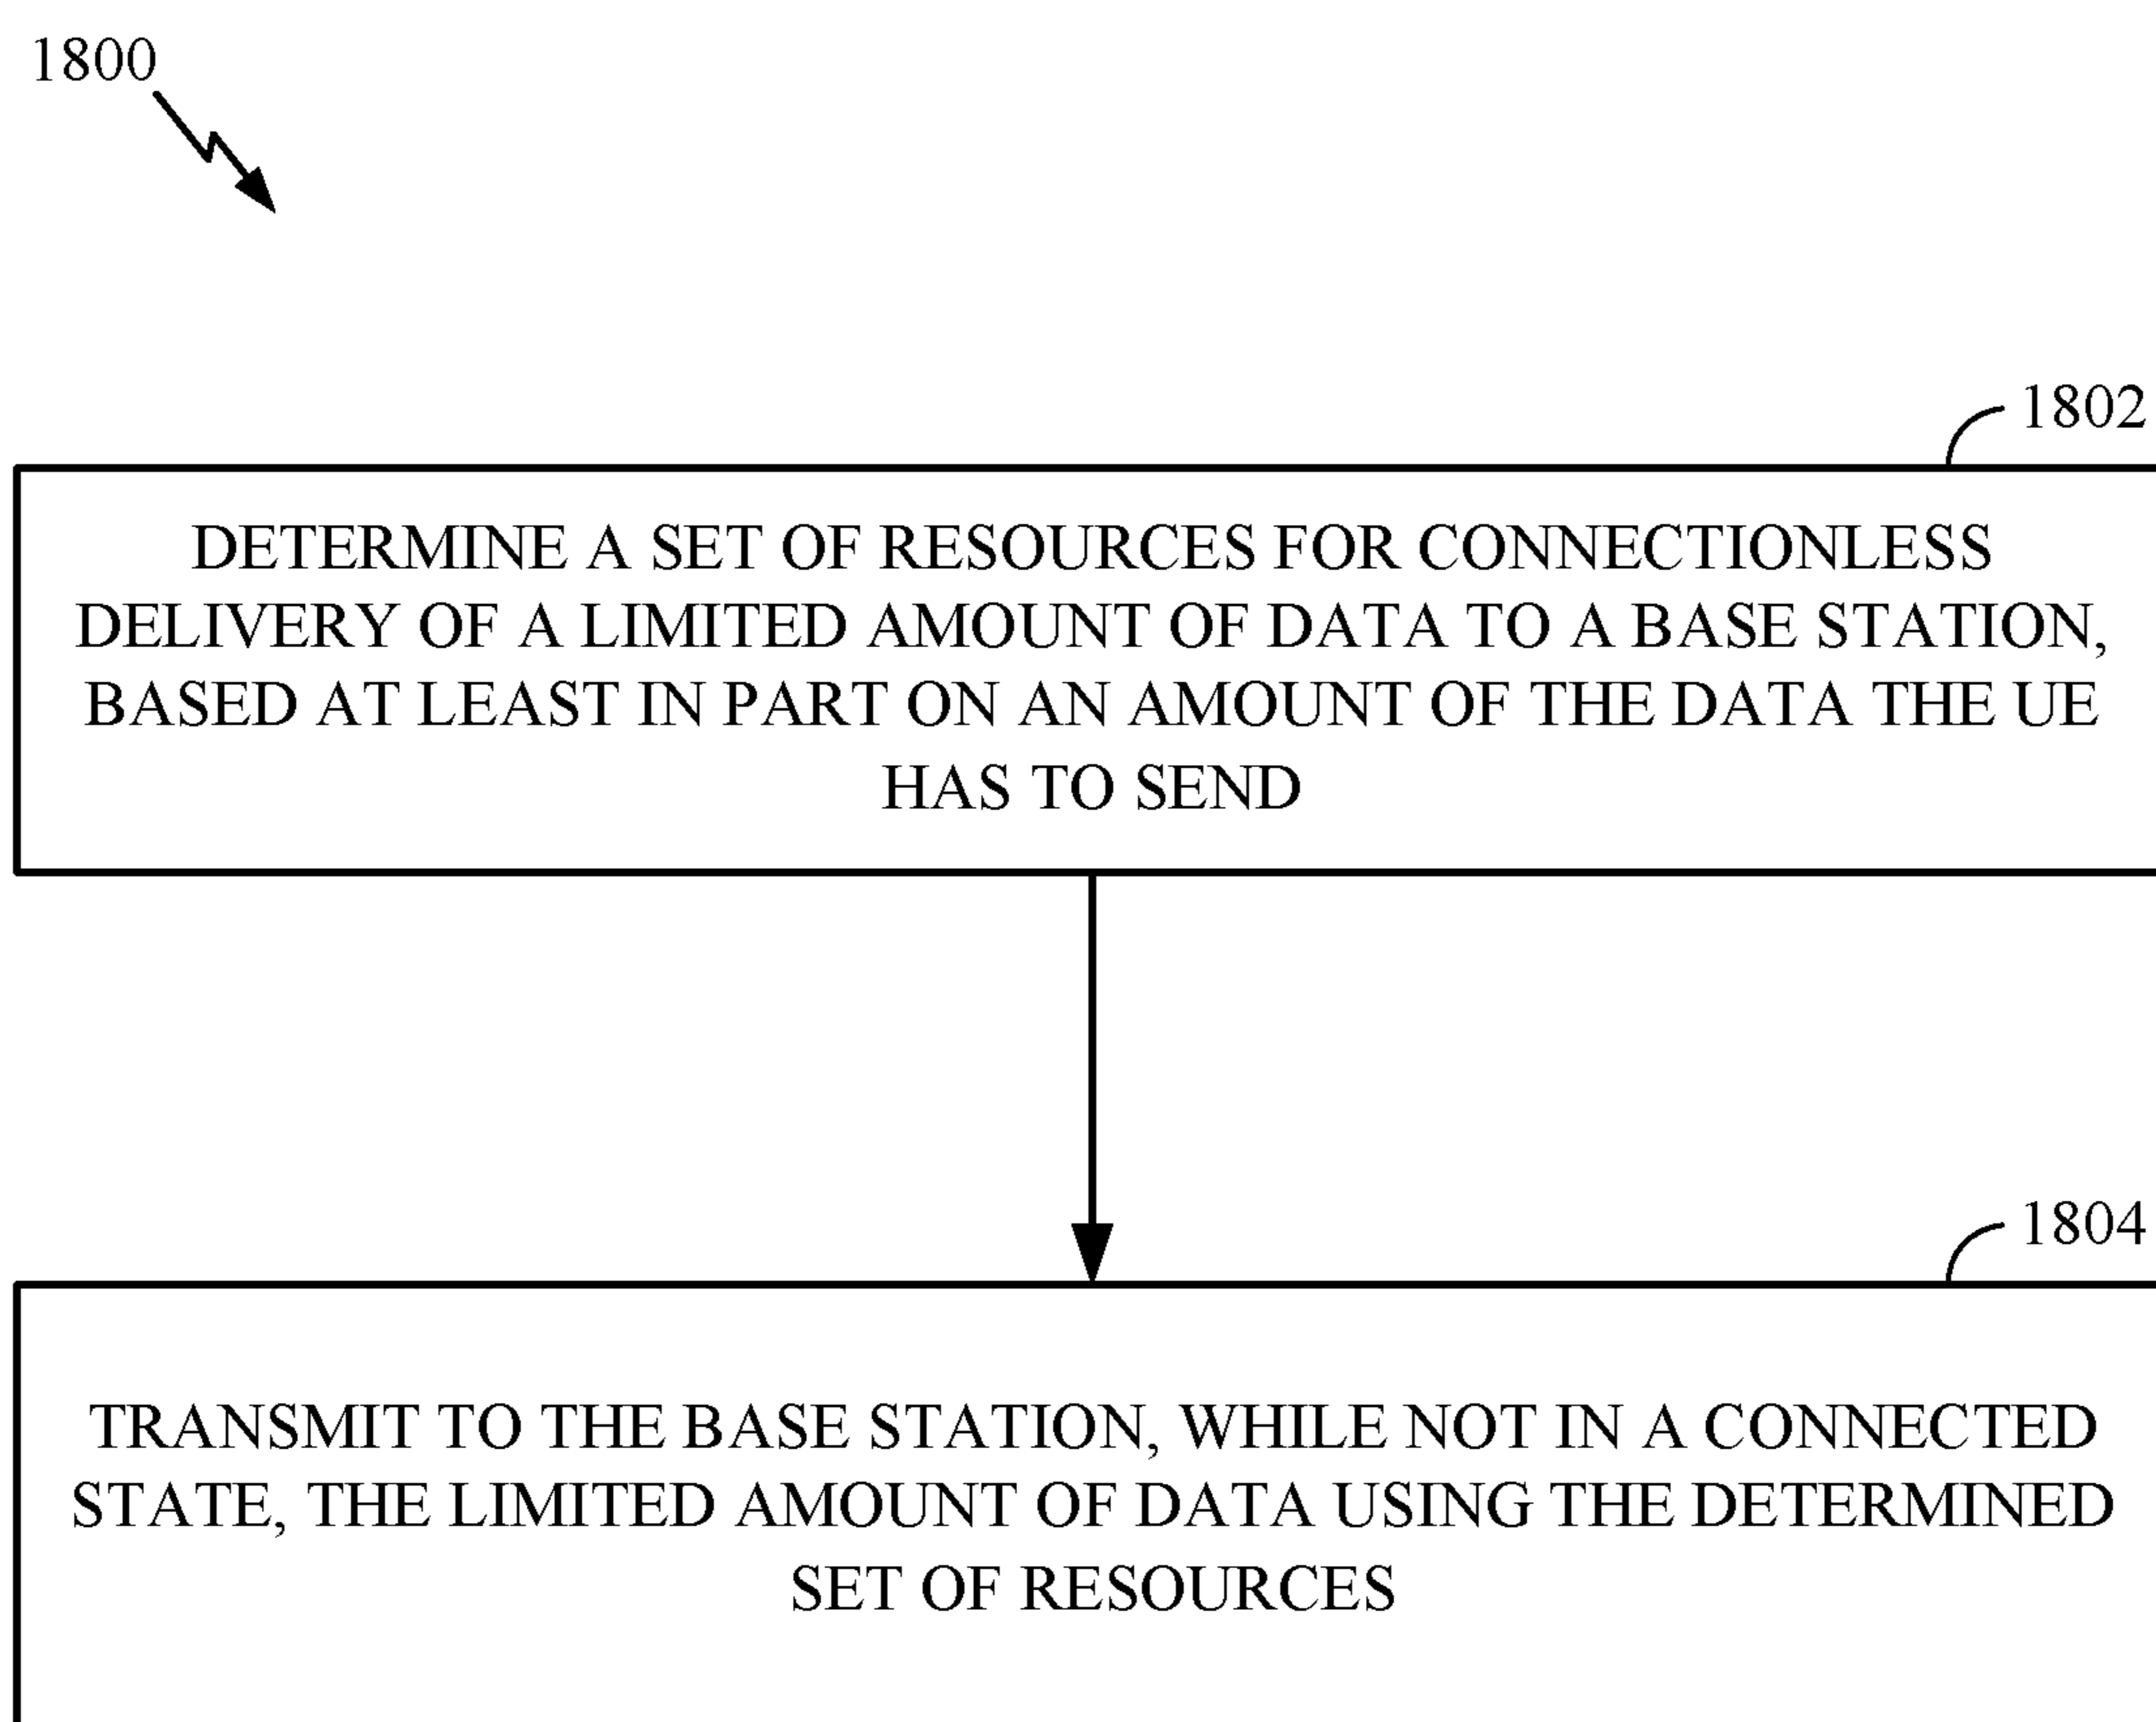 1800
1802
DETERMINE A SET OF RESOURCES FOR CONNECTIONLESS
DELIVERY OF A LIMITED AMOUNT OF DATA TO A BASE STATION,
BASED AT LEAST IN PART ON AN AMOUNT OF THE DATA THE UE
HAS TO SEND
1804
TRANSMIT TO THE BASE STATION, WHILE NOT IN A CONNECTED
STATE, THE LIMITED AMOUNT OF DATA USING THE DETERMINED
SET OF RESOURCES